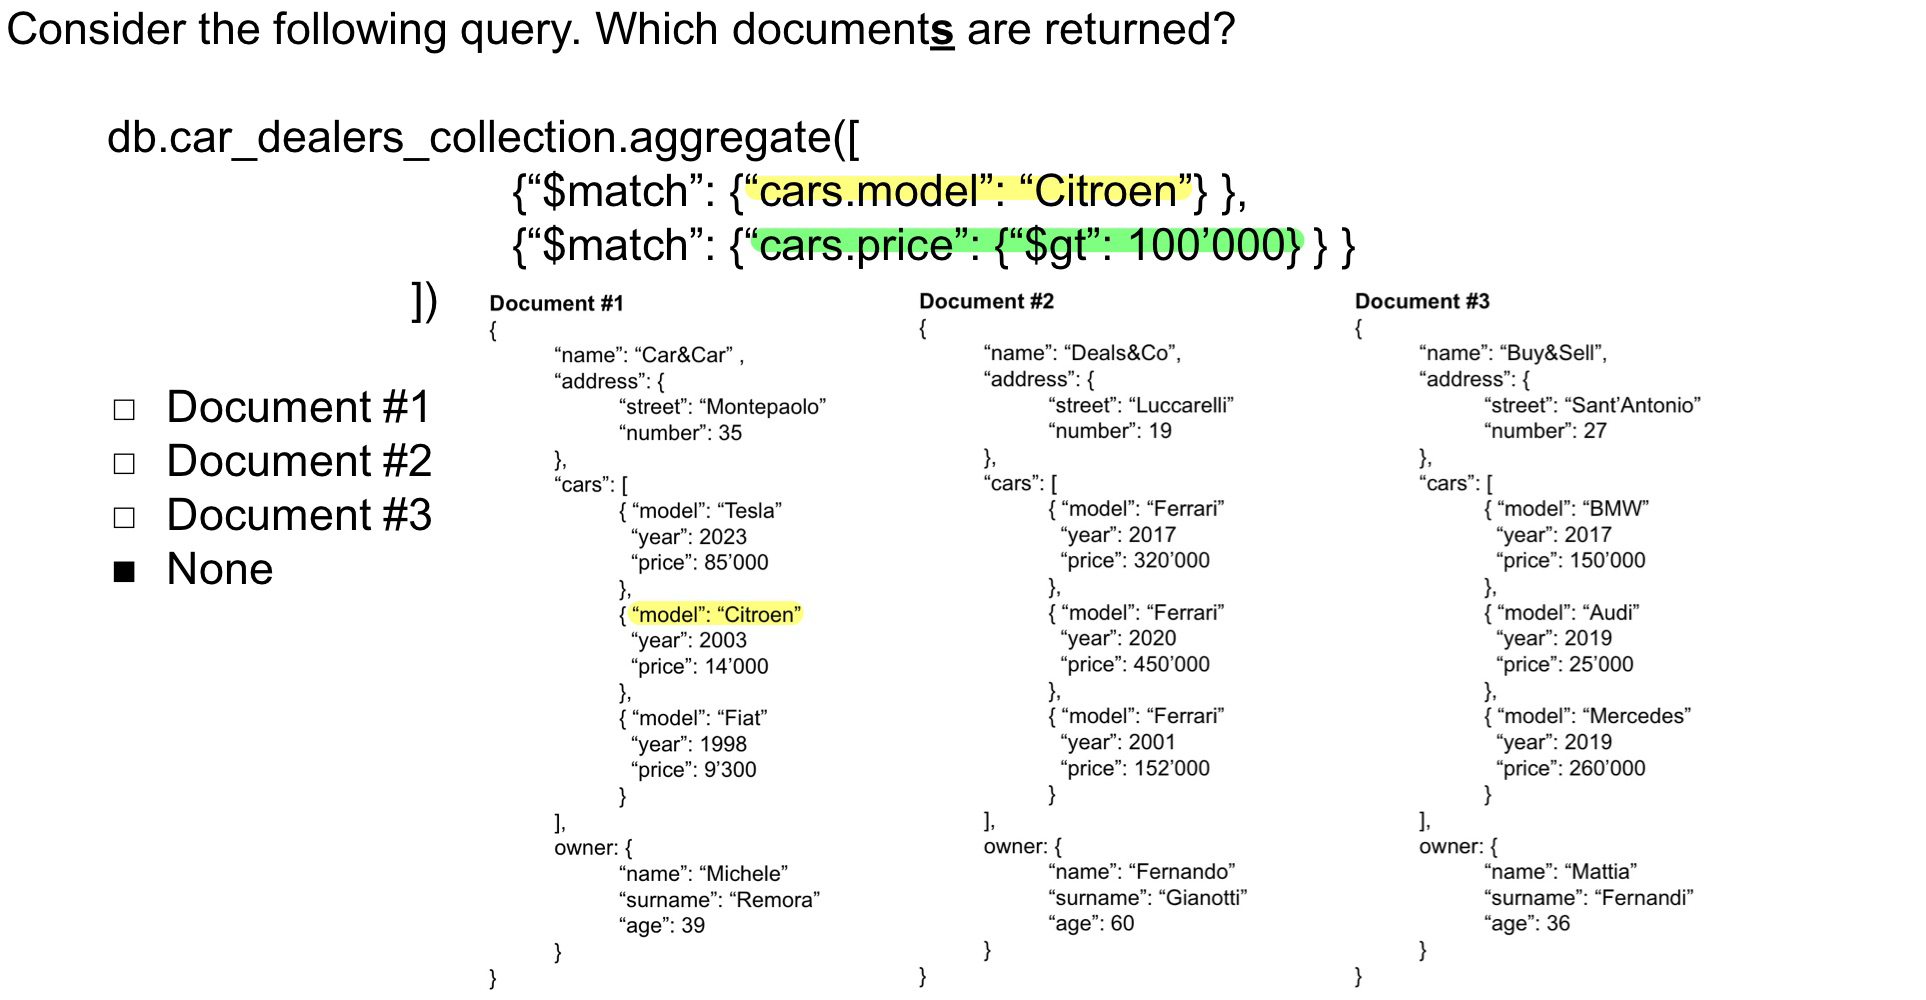 Consider the following query. Which documents are returned?
db.car_dealers_collection.aggregate([
{“$match”: {“cars.model”: “Citroen”} },
{“$match”: {“cars.price”: {“$gt”: 100’000} } }
])
□ Document #1
□ Document #2
□ Document #3
■ None
Document #1
{
“name”: “Car&Car” ,
“address”: {
“street”: “Montepaolo”
“number”: 35
},
“cars”: [
{ “model”: “Tesla”
“year”: 2023
“price”: 85’000
},
{ “model”: “Citroen”
“year”: 2003
“price”: 14’000
},
{ “model”: “Fiat”
“year”: 1998
“price”: 9’300
}
],
owner: {
“name”: “Michele”
“surname”: “Remora”
“age”: 39
}
}
Document #2
{
“name”: “Deals&Co”,
“address”: {
“street”: “Luccarelli”
“number”: 19
},
“cars”: [
{ “model”: “Ferrari”
“year”: 2017
“price”: 320’000
},
{ “model”: “Ferrari”
“year”: 2020
“price”: 450’000
},
{ “model”: “Ferrari”
“year”: 2001
“price”: 152’000
}
],
owner: {
“name”: “Fernando”
“surname”: “Gianotti”
“age”: 60
}
}
Document #3
{
“name”: “Buy&Sell”,
“address”: {
“street”: “Sant’Antonio”
“number”: 27
},
“cars”: [
{ “model”: “BMW”
“year”: 2017
“price”: 150’000
},
{ “model”: “Audi”
“year”: 2019
“price”: 25’000
},
{ “model”: “Mercedes”
“year”: 2019
“price”: 260’000
}
],
owner: {
“name”: “Mattia”
“surname”: “Fernandi”
“age”: 36
}
}